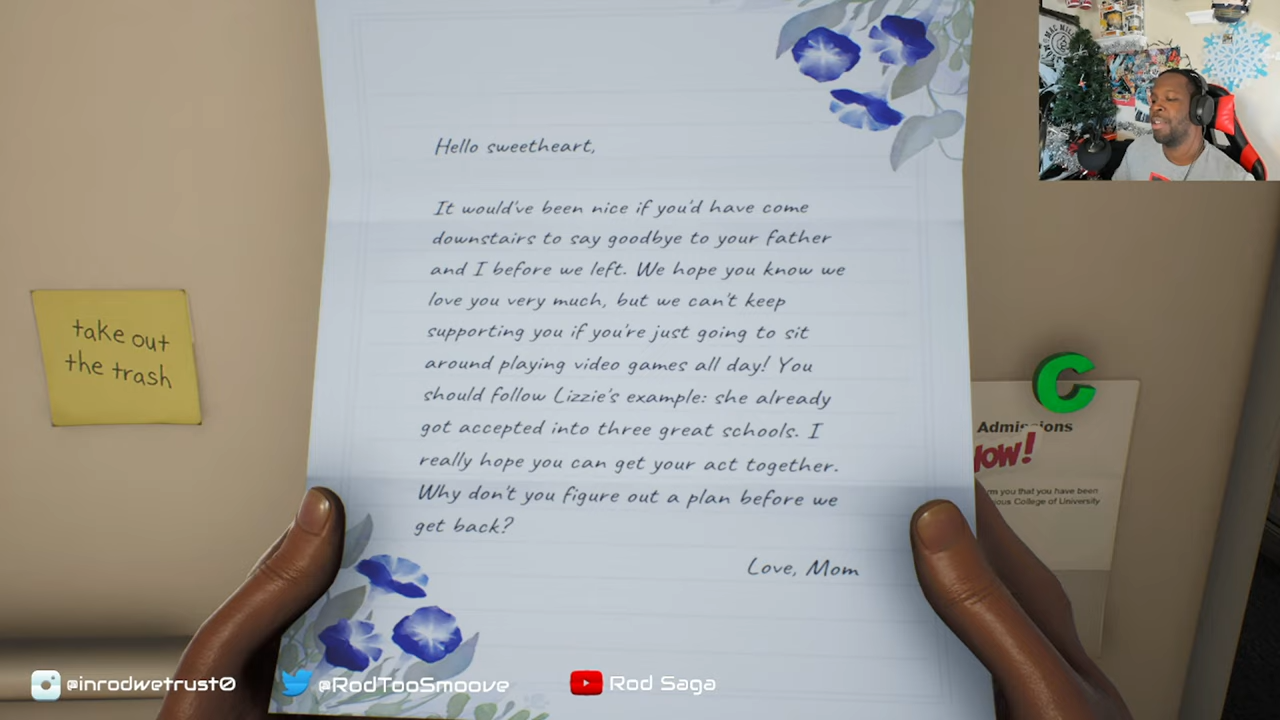 Hello sweetheart,
It would've been nice if you'd have come
downstairs to say goodbye to your father
and I before we left. We hope you know we
love you very much, but we can't keep
supporting you if you're just going to sit
around playing video games all day! You
should follow Lizzie's example: she already
got accepted into three great schools. I
really hope you can get your act together.
Why don't you figure out a plan before we
get back?
Love, Mom
take out
the trash
C
Admissions
you that you have been
College of University
@inrodwetrust0
@RodTooSmoove
Rod Saga